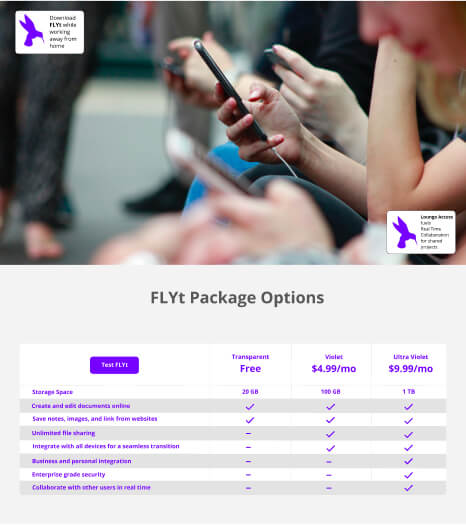 Download
FLYt while
working
away from
home
Lounge Access
fuels
Real Time
Collaboration
for shared
projects
FLYt Package Options
Test FLYt
Transparent
Free
Violet
$4.99/mo
Ultra Violet
$9.99/mo
Storage Space 20 GB 100 GB 1 TB
Create and edit documents online ✓ ✓ ✓
Save notes, images, and link from websites ✓ ✓ ✓
Unlimited file sharing – ✓ ✓
Integrate with all devices for a seamless transition – ✓ ✓
Business and personal integration – – ✓
Enterprise grade security – – ✓
Collaborate with other users in real time – – ✓